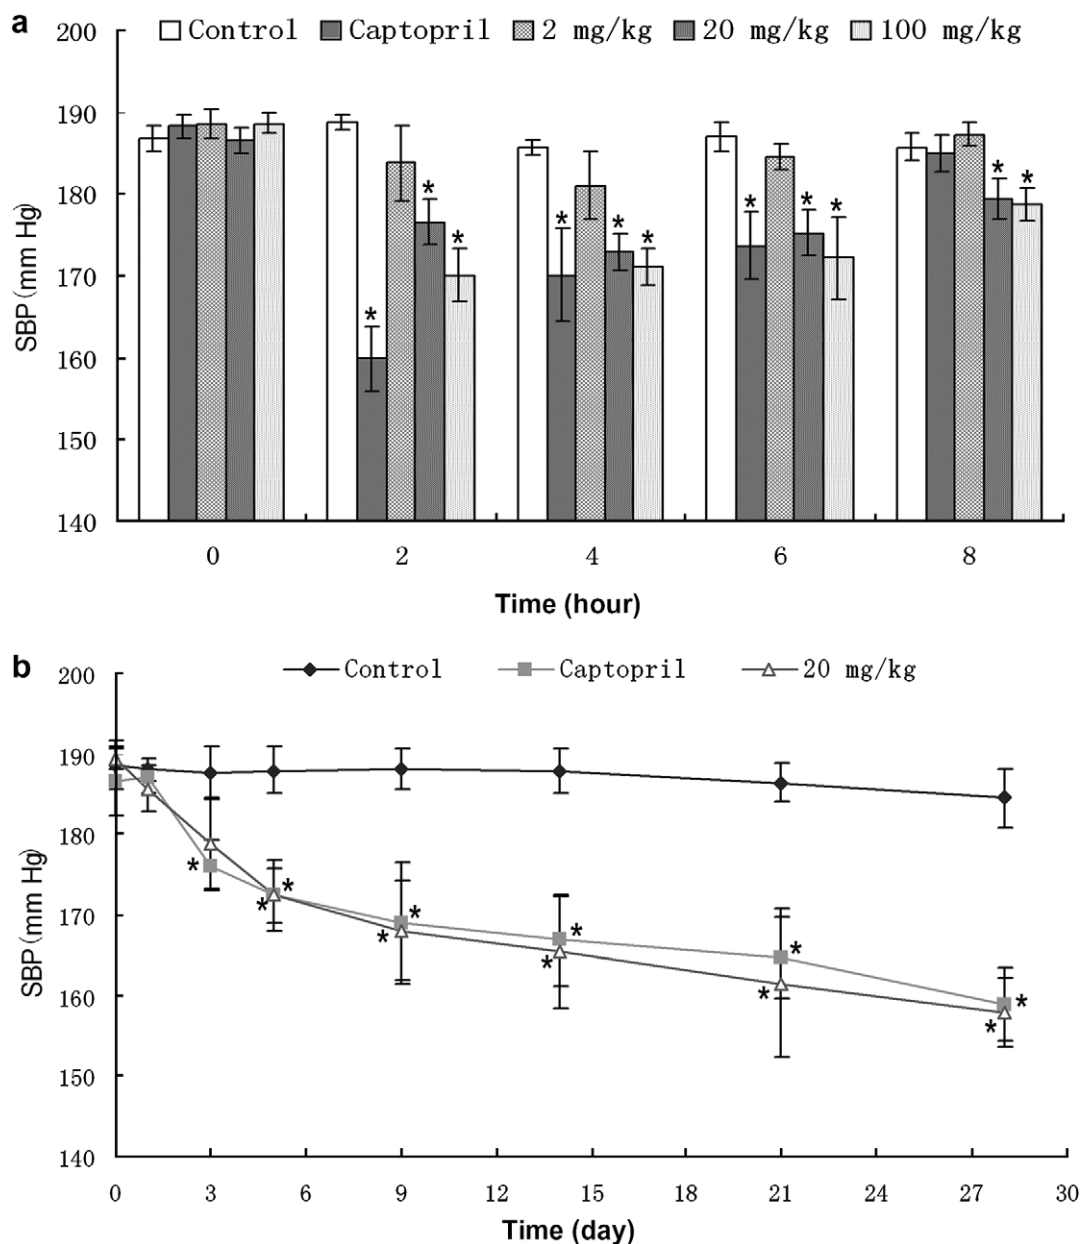 a
Control Captopril 2 mg/kg 20 mg/kg 100 mg/kg
200
190
180
170
160
150
140
SBP(mm Hg)
* * *
* * *
* * *
* *
0 2 4 6 8
Time (hour)
b
Control Captopril 20 mg/kg
200
190
180
170
160
150
140
SBP(mm Hg)
*
* *
* *
* *
* *
* *
0 3 6 9 12 15 18 21 24 27 30
Time (day)